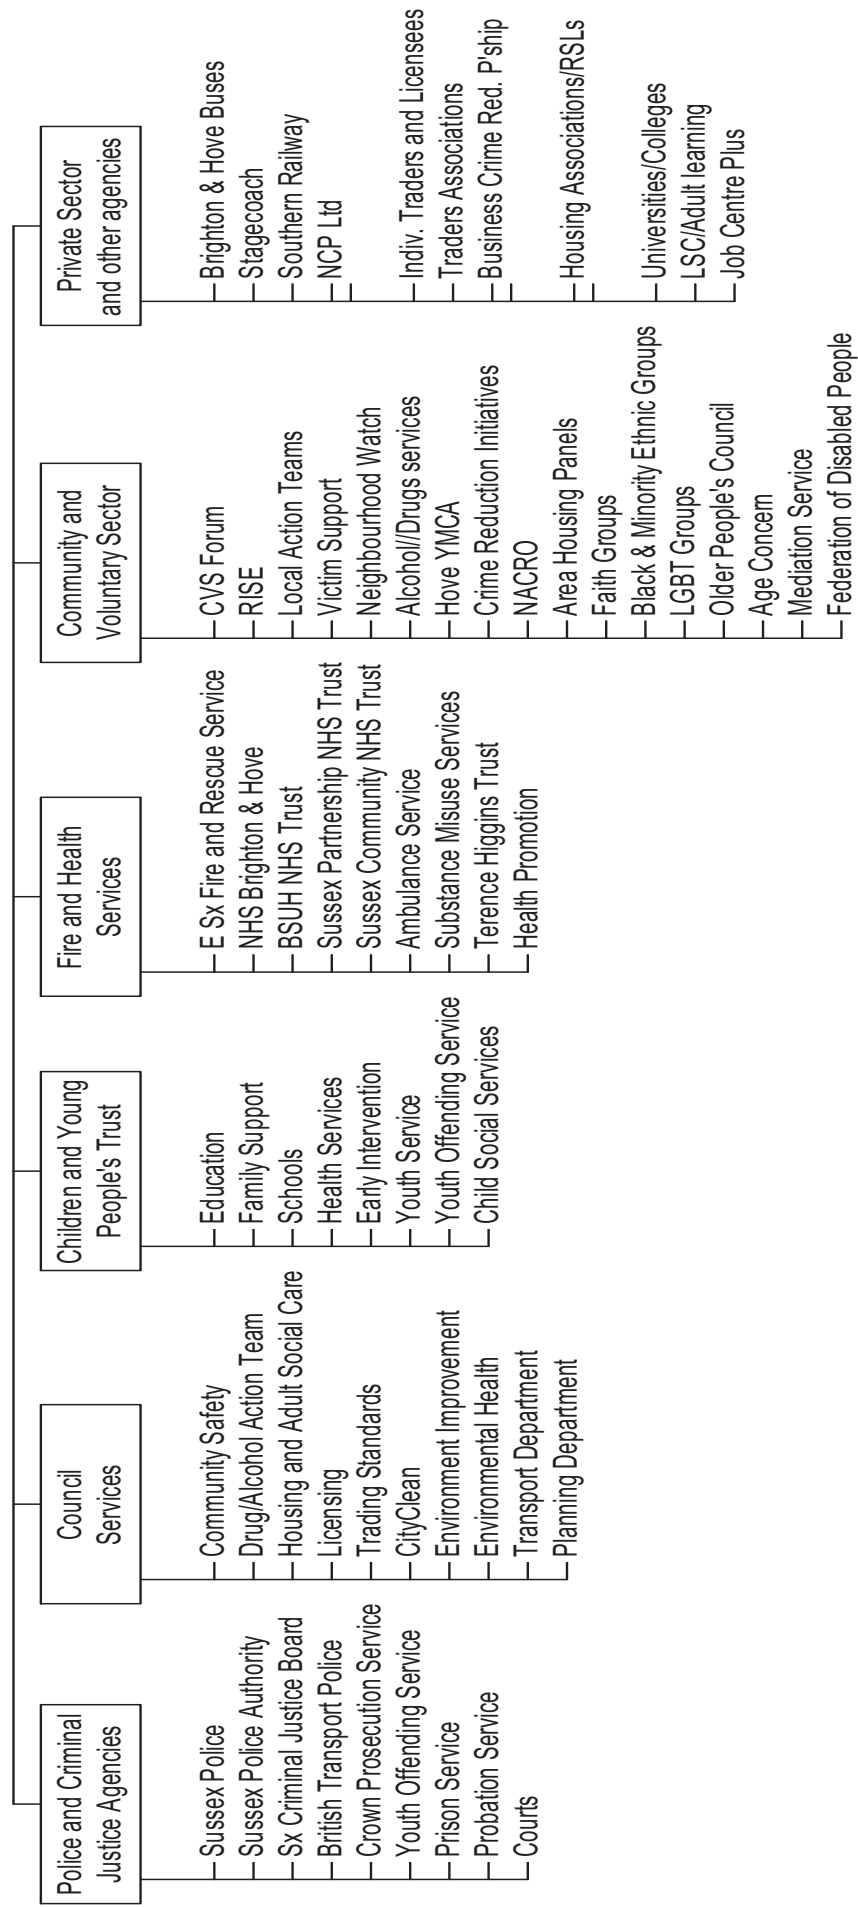 Police and Criminal
Justice Agencies
Sussex Police
Sussex Police Authority
Sx Criminal Justice Board
British Transport Police
Crown Prosecution Service
Youth Offending Service
Prison Service
Probation Service
Courts
Council
Services
Community Safety
Drug/Alcohol Action Team
Housing and Adult Social Care
Licensing
Trading Standards
CityClean
Environment Improvement
Environmental Health
Transport Department
Planning Department
Children and Young
People's Trust
Education
Family Support
Schools
Health Services
Early Intervention
Youth Service
Youth Offending Service
Child Social Services
Fire and Health
Services
E Sx Fire and Rescue Service
NHS Brighton & Hove
BSUH NHS Trust
Sussex Partnership NHS Trust
Sussex Community NHS Trust
Ambulance Service
Substance Misuse Services
Terence Higgins Trust
Health Promotion
Community and
Voluntary Sector
CVS Forum
RISE
Local Action Teams
Victim Support
Neighbourhood Watch
Alcohol//Drugs services
Hove YMCA
Crime Reduction Initiatives
NACRO
Area Housing Panels
Faith Groups
Black & Minority Ethnic Groups
LGBT Groups
Older People's Council
Age Concern
Mediation Service
Federation of Disabled People
Private Sector
and other agencies
Brighton & Hove Buses
Stagecoach
Southern Railway
NCP Ltd
Indiv. Traders and Licensees
Traders Associations
Business Crime Red. P'ship
Housing Associations/RSLs
Universities/Colleges
LSC/Adult learning
Job Centre Plus